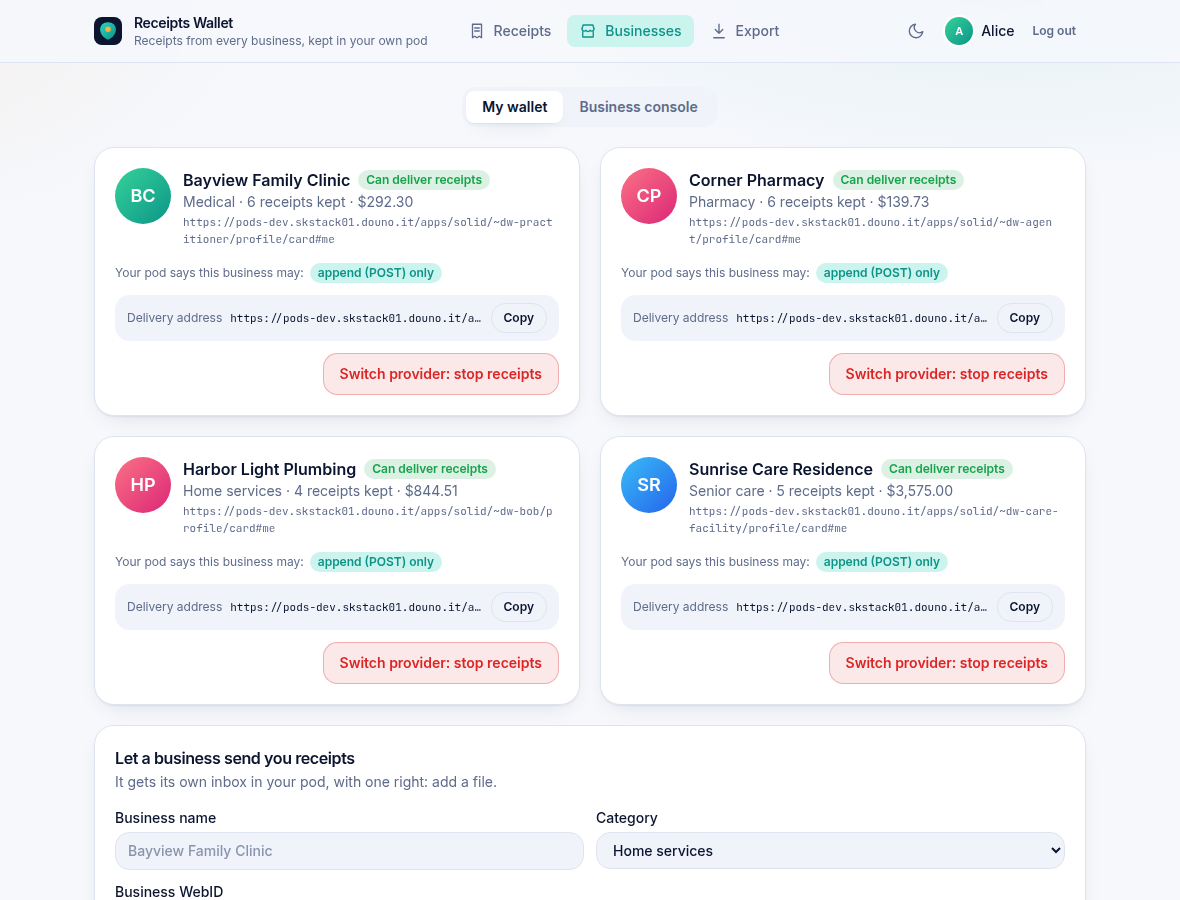 Receipts Wallet
Receipts from every business, kept in your own pod
Receipts
Businesses
Export
A
Alice
Log out
My wallet
Business console
BC
Bayview Family Clinic
Can deliver receipts
Medical · 6 receipts kept · $292.30
https://pods-dev.skstack01.douno.it/apps/solid/~dw-pract
itioner/profile/card#me
Your pod says this business may:
append (POST) only
Delivery address
https://pods-dev.skstack01.douno.it/a…
Copy
Switch provider: stop receipts
CP
Corner Pharmacy
Can deliver receipts
Pharmacy · 6 receipts kept · $139.73
https://pods-dev.skstack01.douno.it/apps/solid/~dw-agen
t/profile/card#me
Your pod says this business may:
append (POST) only
Delivery address
https://pods-dev.skstack01.douno.it/a…
Copy
Switch provider: stop receipts
HP
Harbor Light Plumbing
Can deliver receipts
Home services · 4 receipts kept · $844.51
https://pods-dev.skstack01.douno.it/apps/solid/~dw-bob/p
rofile/card#me
Your pod says this business may:
append (POST) only
Delivery address
https://pods-dev.skstack01.douno.it/a…
Copy
Switch provider: stop receipts
SR
Sunrise Care Residence
Can deliver receipts
Senior care · 5 receipts kept · $3,575.00
https://pods-dev.skstack01.douno.it/apps/solid/~dw-care-
facility/profile/card#me
Your pod says this business may:
append (POST) only
Delivery address
https://pods-dev.skstack01.douno.it/a…
Copy
Switch provider: stop receipts
Let a business send you receipts
It gets its own inbox in your pod, with one right: add a file.
Business name
Bayview Family Clinic
Category
Home services
Business WebID